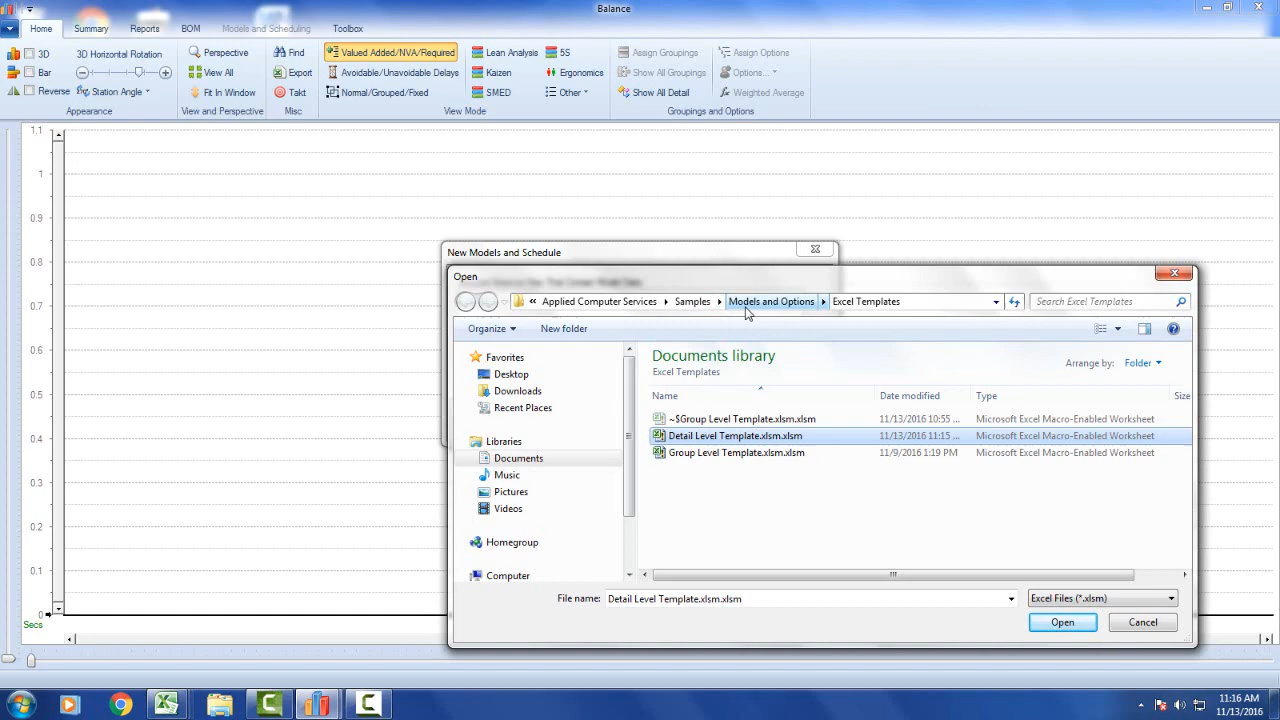 Balance
Home Summary Reports BOM Models and Scheduling Toolbox
3D 3D Horizontal Rotation Perspective Find Valued Added/NVA/Required Lean Analysis 5S Assign Groupings Assign Options
Bar View All Export Avoidable/Unavoidable Delays Kaizen Ergonomics Show All Groupings Options...
Reverse Station Angle Fit In Window Takt Normal/Grouped/Fixed SMED Other Show All Detail Weighted Average
Appearance View and Perspective Misc View Mode Groupings and Options
1.1
1
0.9
0.8
0.7
0.6
0.5
0.4
0.3
0.2
0.1
0
Secs
New Models and Schedule
Open
« Applied Computer Services Samples Models and Options Excel Templates Search Excel Templates
Organize New folder
Favorites
Desktop
Downloads
Recent Places
Libraries
Documents
Music
Pictures
Videos
Homegroup
Computer
Documents library
Excel Templates
Arrange by: Folder
Name Date modified Type Size
~$Group Level Template.xlsm.xlsm 11/13/2016 10:55 ... Microsoft Excel Macro-Enabled Worksheet
Detail Level Template.xlsm.xlsm 11/13/2016 11:15 ... Microsoft Excel Macro-Enabled Worksheet
Group Level Template.xlsm.xlsm 11/9/2016 1:19 PM Microsoft Excel Macro-Enabled Worksheet
File name: Detail Level Template.xlsm.xlsm Excel Files (*.xlsm)
Open Cancel
11:16 AM
11/13/2016